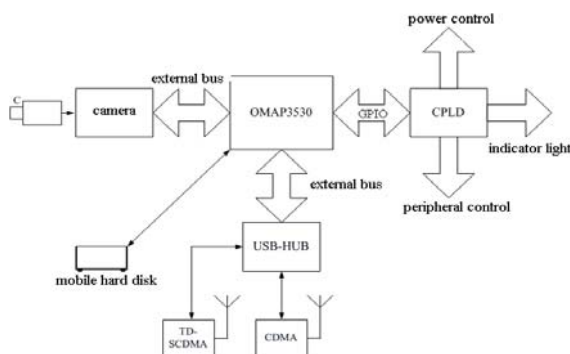 power control
external bus
C
camera
OMAP3530
GPIO
CPLD
indicator light
external bus
peripheral control
USB-HUB
mobile hard disk
TD-
SCDMA
CDMA